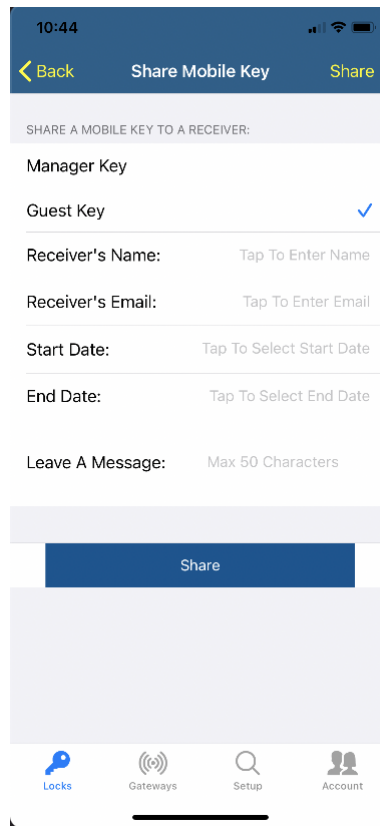 10:44
Back Share Mobile Key Share
SHARE A MOBILE KEY TO A RECEIVER:
Manager Key
Guest Key
Receiver's Name: Tap To Enter Name
Receiver's Email: Tap To Enter Email
Start Date: Tap To Select Start Date
End Date: Tap To Select End Date
Leave A Message: Max 50 Characters
Share
Locks Gateways Setup Account